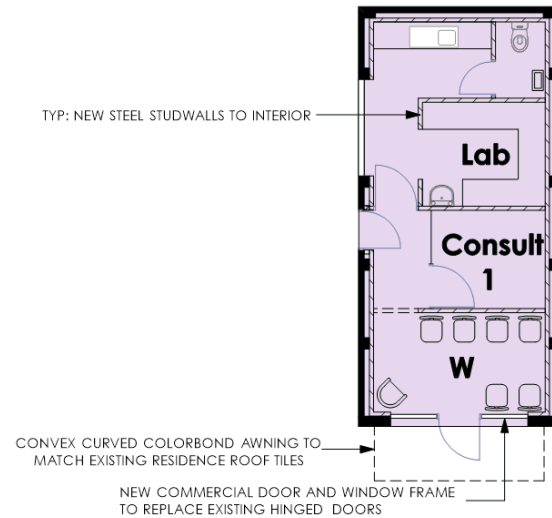 TYP: NEW STEEL STUDWALLS TO INTERIOR
Lab
Consult
1
W
CONVEX CURVED COLORBOND AWNING TO
MATCH EXISTING RESIDENCE ROOF TILES
NEW COMMERCIAL DOOR AND WINDOW FRAME
TO REPLACE EXISTING HINGED DOORS